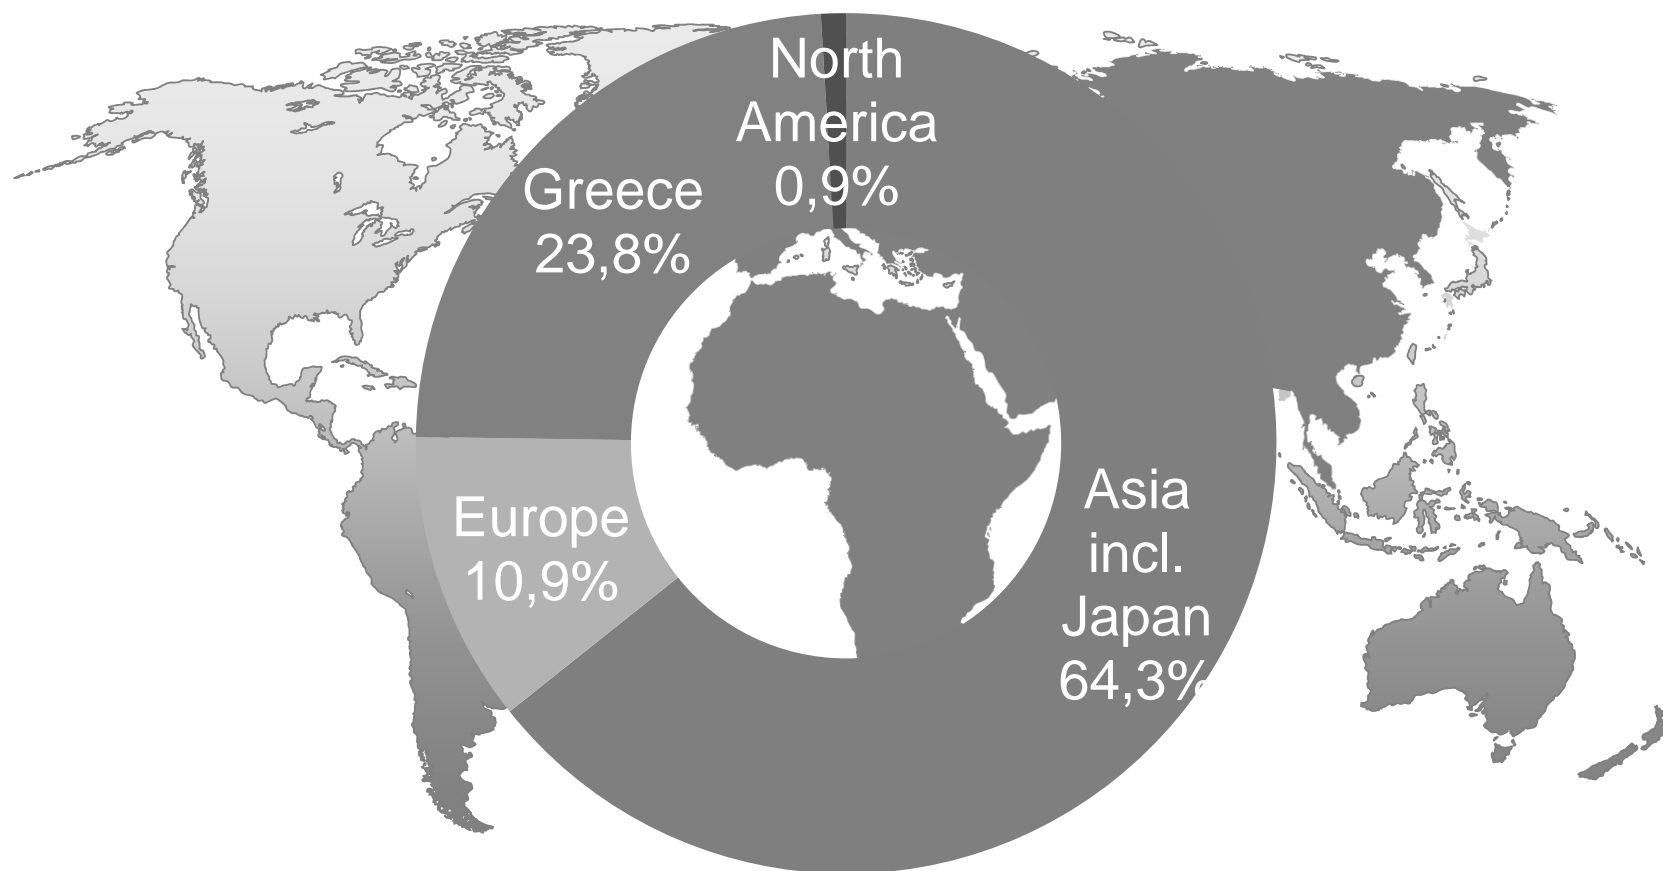 North
America
0,9%
Greece
23,8%
Europe
10,9%
Asia
incl.
Japan
64,3%